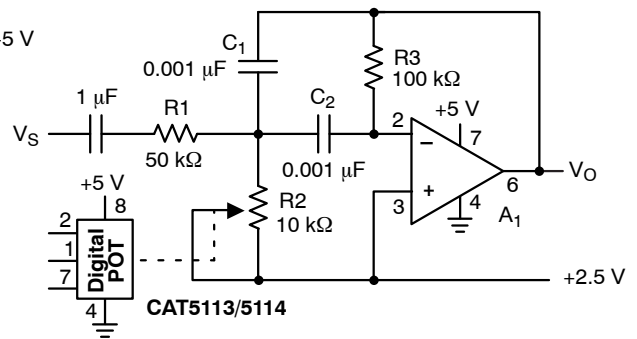 5 V
C1
0.001 μF
1 μF
R1
VS
50 kΩ
R3
100 kΩ
C2
0.001 μF
+5 V
2
7
−
+
3
4
6
VO
A1
+5 V
8
2
1
7
4
Digital
POT
R2
10 kΩ
+2.5 V
CAT5113/5114